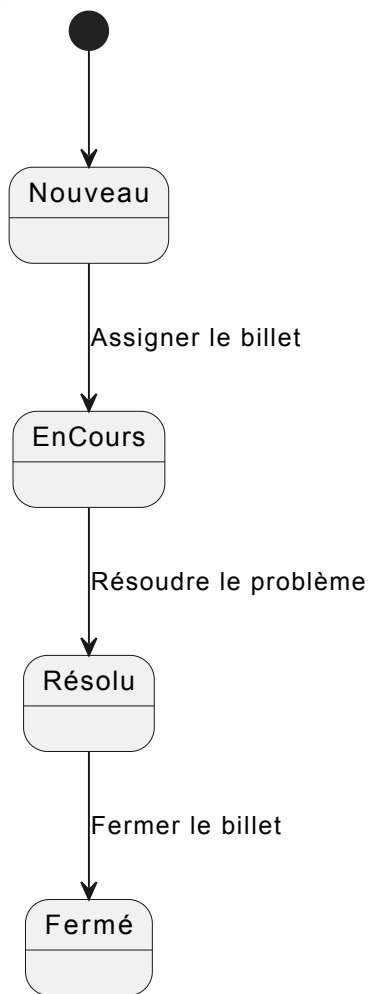 Nouveau
Assigner le billet
EnCours
Résoudre le problème
Résolu
Fermer le billet
Fermé